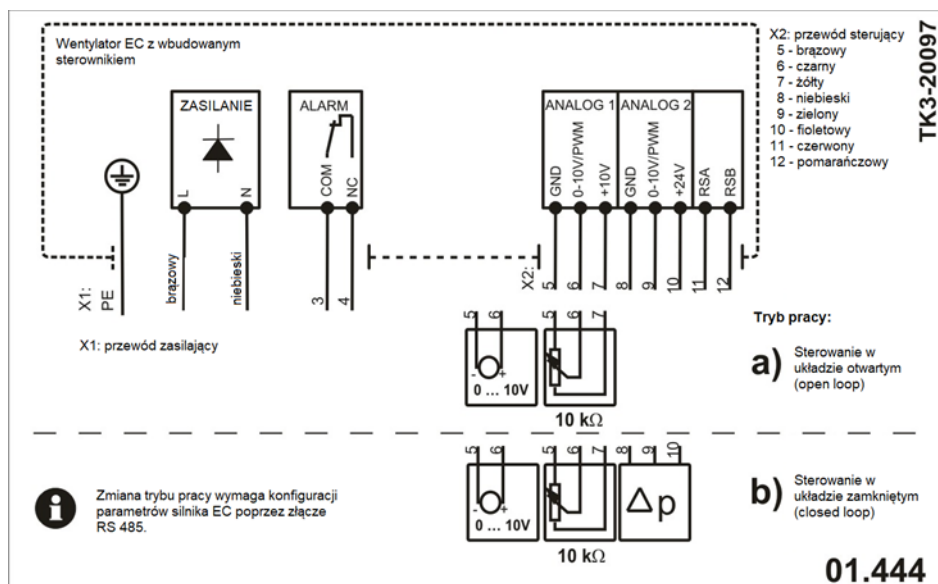 Wentylator EC z wbudowanym
sterownikiem
ZASILANIE
L
N
ALARM
COM
NC
ANALOG 1
ANALOG 2
GND
0-10V/PWM
+10V
GND
0-10V/PWM
+24V
RSA
RSB
X2: przewód sterujący
5 - brązowy
6 - czarny
7 - żółty
8 - niebieski
9 - zielony
10 - fioletowy
11 - czerwony
12 - pomarańczowy
TK3-20097
X1:
PE
brązowy
niebieski
3
4
X2:
5
6
7
8
9
10
11
12
X1: przewód zasilający
5
6
- +
0 ... 10V
5
6
7
10 kΩ
Tryb pracy:
a)
Sterowanie w
układzie otwartym
(open loop)
i
Zmiana trybu pracy wymaga konfiguracji
parametrów silnika EC poprzez złącze
RS 485.
5
6
- +
0 ... 10V
5
6
7
10 kΩ
8
9
10
Δp
b)
Sterowanie w
układzie zamkniętym
(closed loop)
01.444